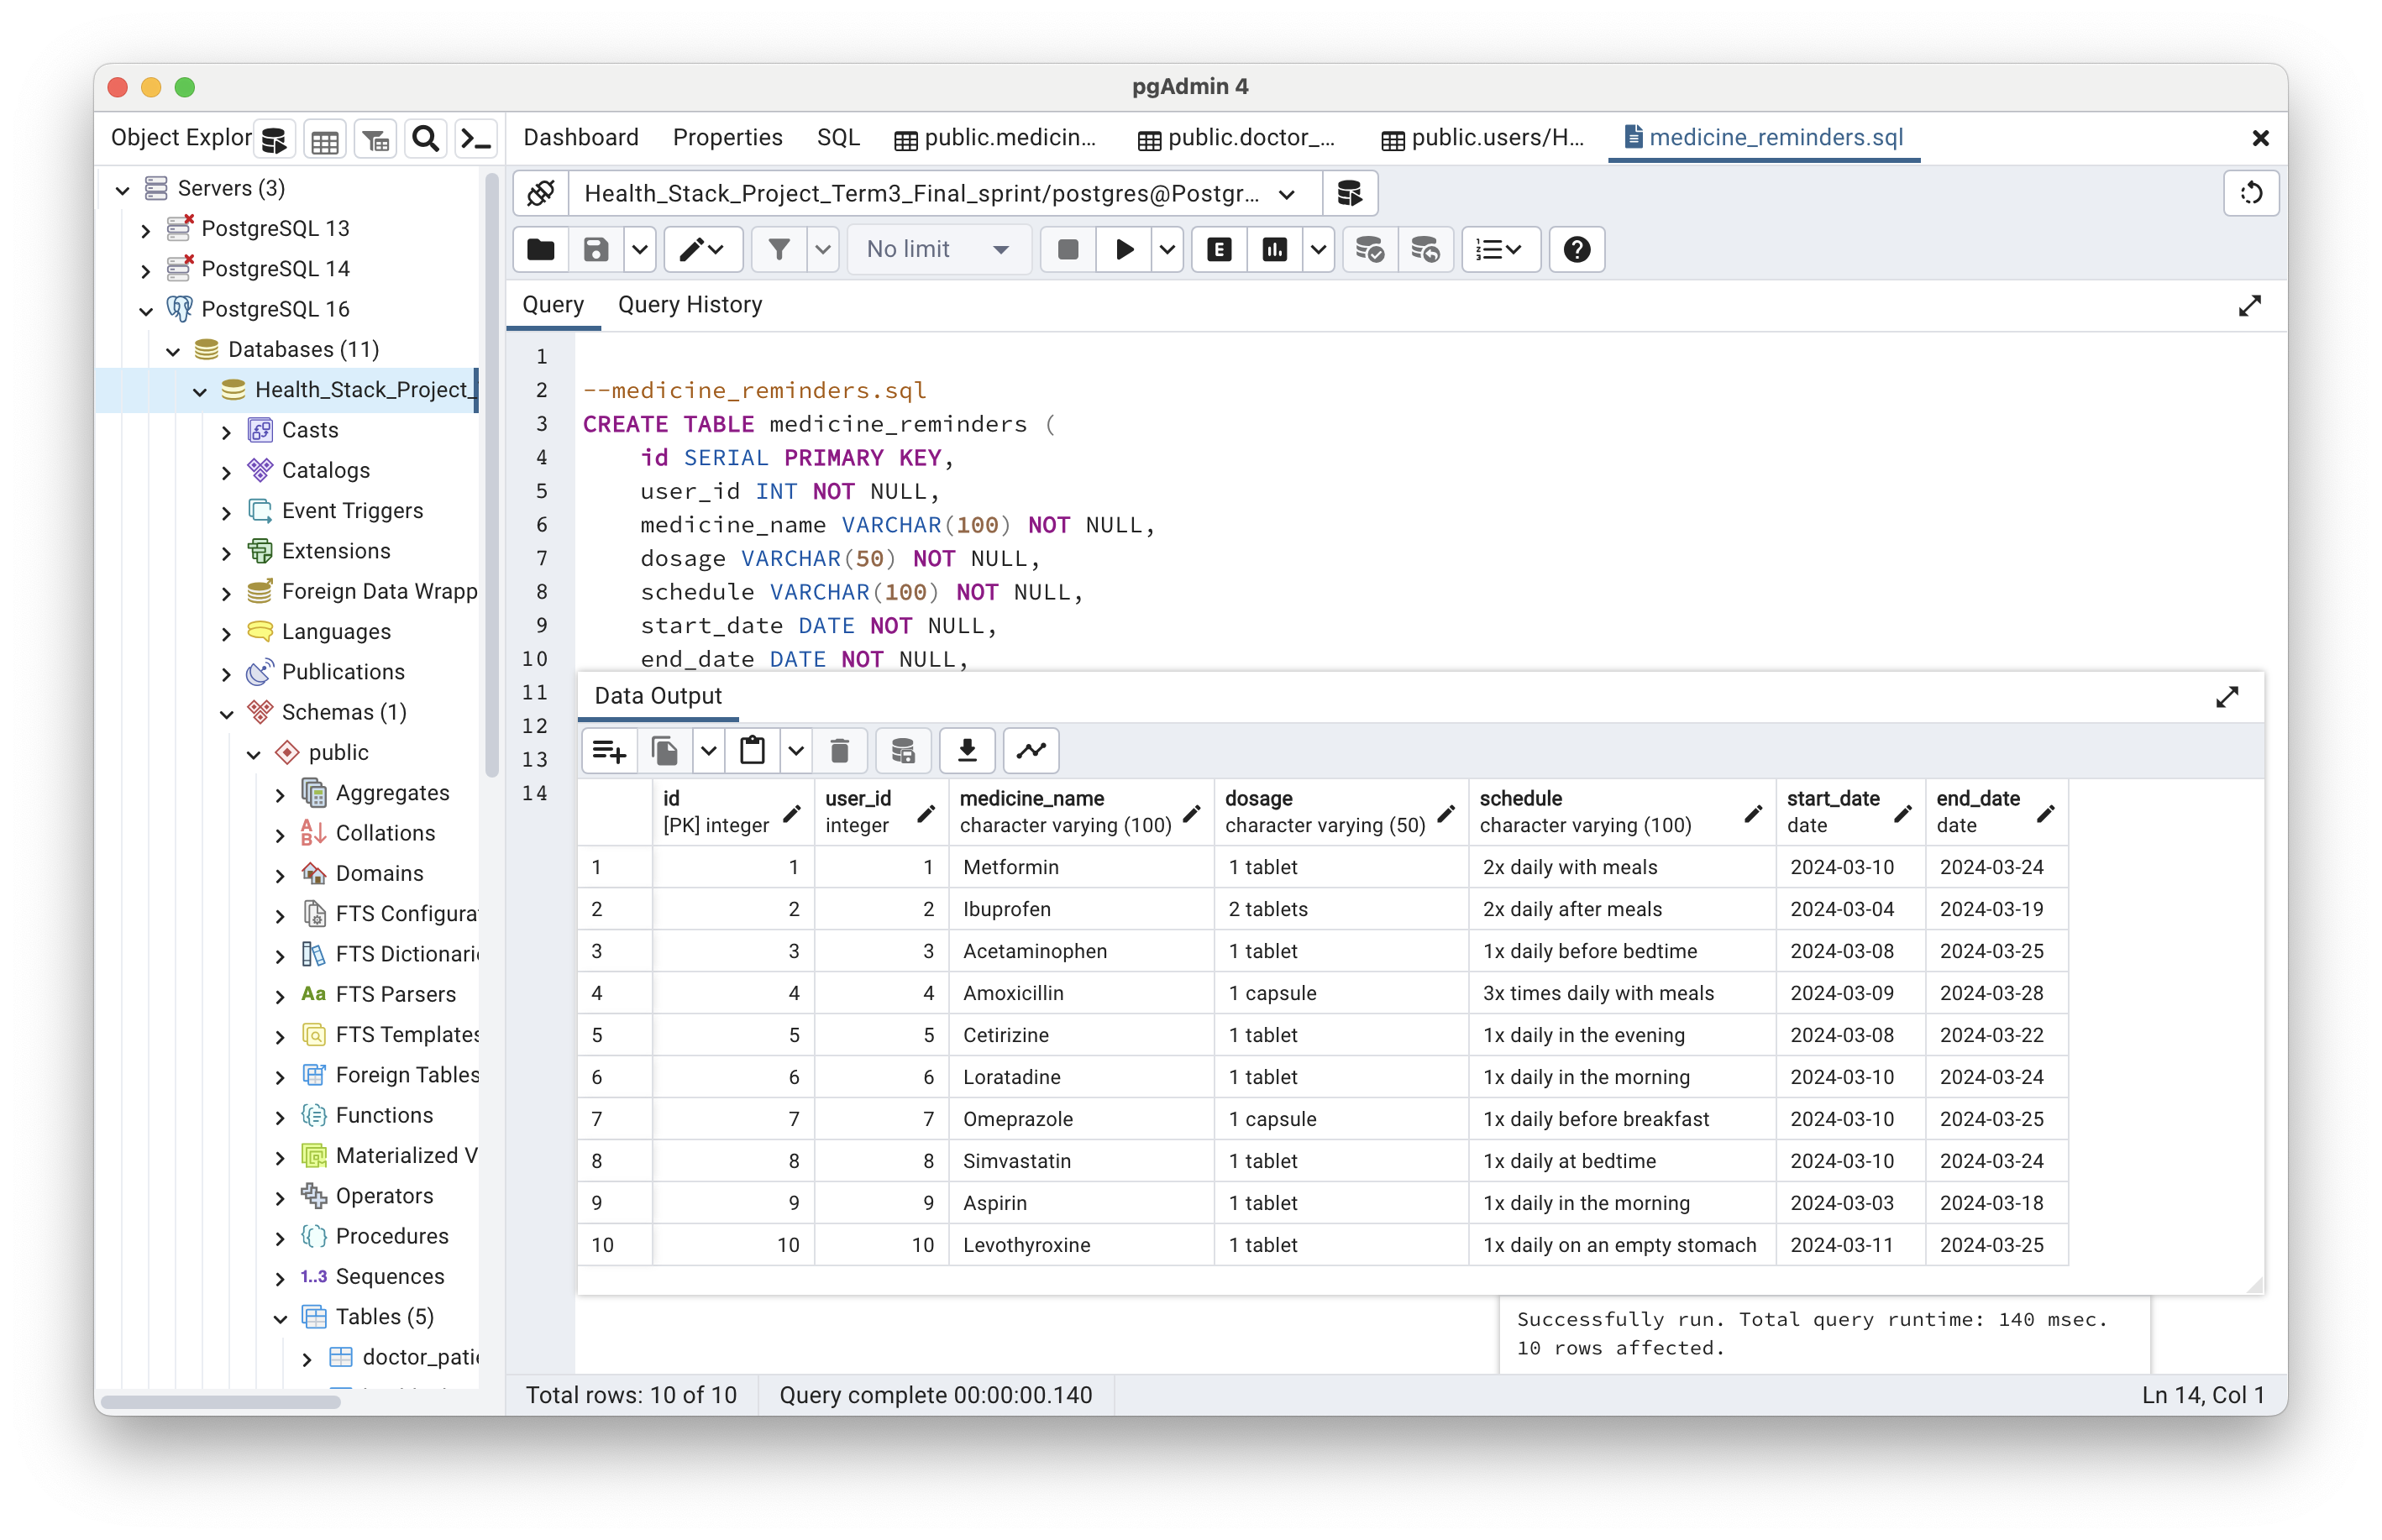 pgAdmin 4
Object Explor
Dashboard
Properties
SQL
public.medicin...
public.doctor_...
public.users/H...
medicine_reminders.sql
Servers (3)
PostgreSQL 13
PostgreSQL 14
PostgreSQL 16
Databases (11)
Health_Stack_Project_
Casts
Catalogs
Event Triggers
Extensions
Foreign Data Wrapp
Languages
Publications
Schemas (1)
public
Aggregates
Collations
Domains
FTS Configura
FTS Dictionari
Aa FTS Parsers
FTS Templates
Foreign Tables
Functions
Materialized V
Operators
Procedures
1..3 Sequences
Tables (5)
doctor_patie
Health_Stack_Project_Term3_Final_sprint/postgres@Postgr...
No limit
E
Query
Query History
1
2 --medicine_reminders.sql
3 CREATE TABLE medicine_reminders (
4 id SERIAL PRIMARY KEY,
5 user_id INT NOT NULL,
6 medicine_name VARCHAR(100) NOT NULL,
7 dosage VARCHAR(50) NOT NULL,
8 schedule VARCHAR(100) NOT NULL,
9 start_date DATE NOT NULL,
10 end_date DATE NOT NULL,
11
12
13
14
Data Output
id user_id medicine_name dosage schedule start_date end_date
[PK] integer integer character varying (100) character varying (50) character varying (100) date date
1 1 1 Metformin 1 tablet 2x daily with meals 2024-03-10 2024-03-24
2 2 2 Ibuprofen 2 tablets 2x daily after meals 2024-03-04 2024-03-19
3 3 3 Acetaminophen 1 tablet 1x daily before bedtime 2024-03-08 2024-03-25
4 4 4 Amoxicillin 1 capsule 3x times daily with meals 2024-03-09 2024-03-28
5 5 5 Cetirizine 1 tablet 1x daily in the evening 2024-03-08 2024-03-22
6 6 6 Loratadine 1 tablet 1x daily in the morning 2024-03-10 2024-03-24
7 7 7 Omeprazole 1 capsule 1x daily before breakfast 2024-03-10 2024-03-25
8 8 8 Simvastatin 1 tablet 1x daily at bedtime 2024-03-10 2024-03-24
9 9 9 Aspirin 1 tablet 1x daily in the morning 2024-03-03 2024-03-18
10 10 10 Levothyroxine 1 tablet 1x daily on an empty stomach 2024-03-11 2024-03-25
Successfully run. Total query runtime: 140 msec.
10 rows affected.
Total rows: 10 of 10
Query complete 00:00:00.140
Ln 14, Col 1